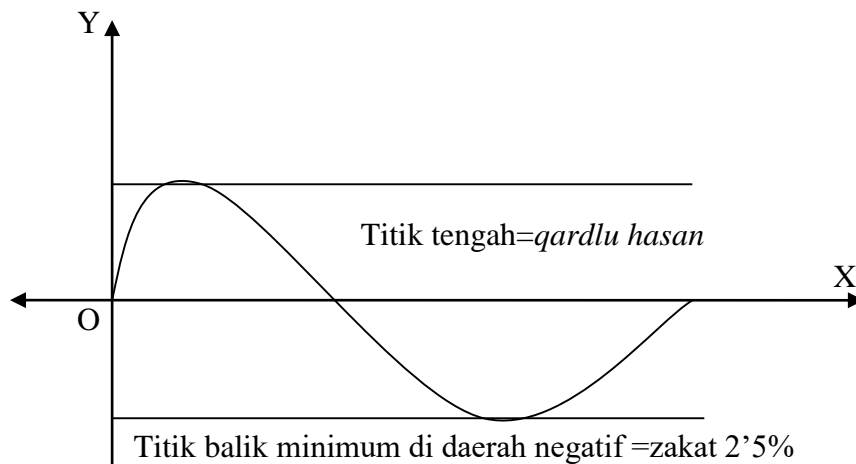 Y
Titik tengah=qardlu hasan
X
O
Titik balik minimum di daerah negatif =zakat 2’5%